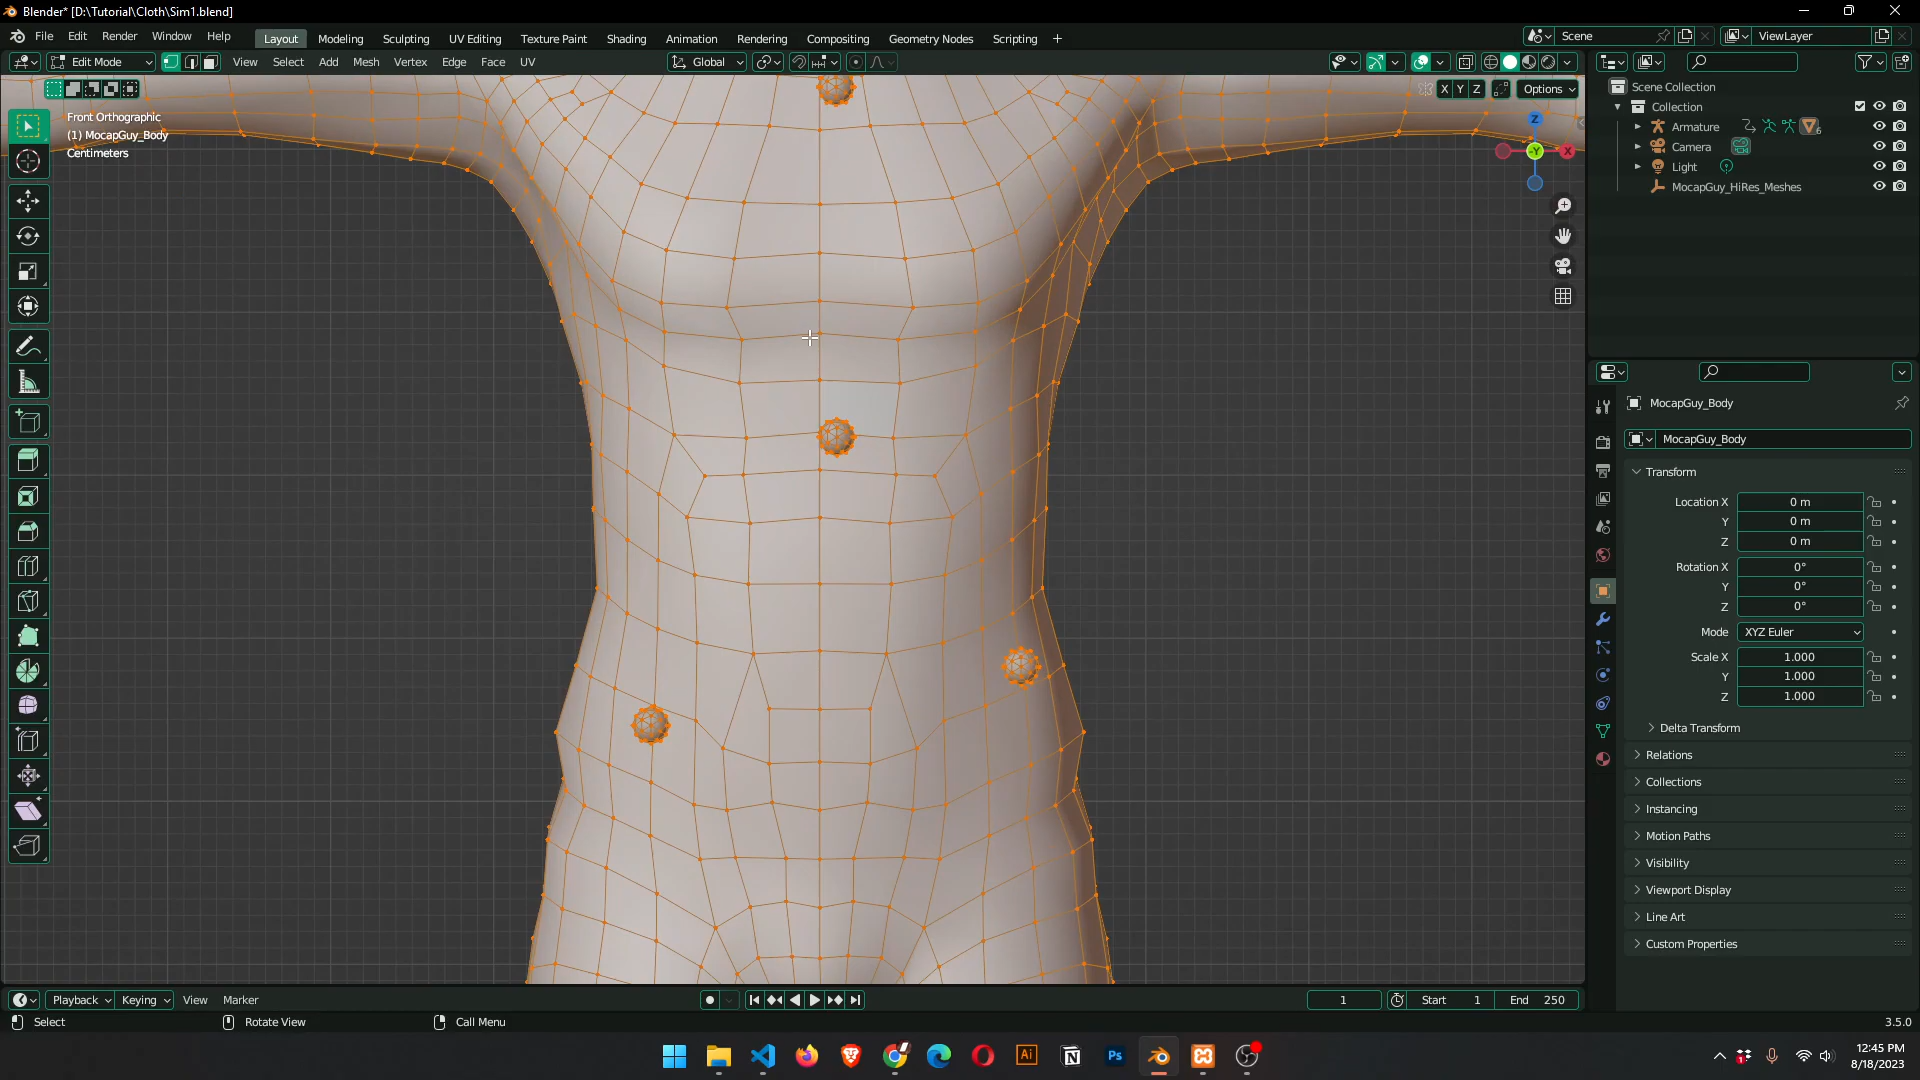 Blender* [D:\Tutorial\Cloth\Sim1.blend]
File Edit Render Window Help Layout Modeling Sculpting UV Editing Texture Paint Shading Animation Rendering Compositing Geometry Nodes Scripting + Scene ViewLayer
Edit Mode View Select Add Mesh Vertex Edge Face UV Global
X Y Z Options
Front Orthographic
(1) MocapGuy_Body
Centimeters
Z
-Y
X
Scene Collection
Collection
Armature 6
Camera
Light
MocapGuy_HiRes_Meshes
MocapGuy_Body
MocapGuy_Body
Transform
Location X 0 m
Y 0 m
Z 0 m
Rotation X 0°
Y 0°
Z 0°
Mode XYZ Euler
Scale X 1.000
Y 1.000
Z 1.000
Delta Transform
Relations
Collections
Instancing
Motion Paths
Visibility
Viewport Display
Line Art
Custom Properties
Playback Keying View Marker 1 Start 1 End 250
Select Rotate View Call Menu 3.5.0
Ai N Ps
12:45 PM
8/18/2023